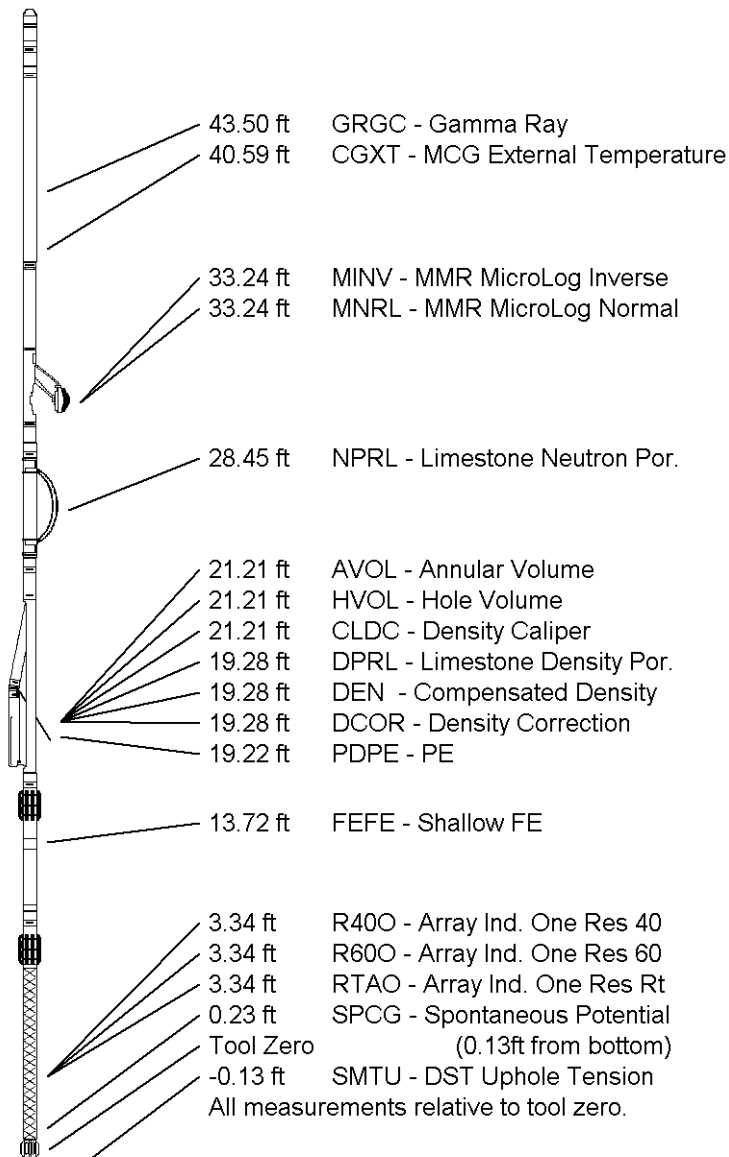 43.50 ft GRGC - Gamma Ray
40.59 ft CGXT - MCG External Temperature
33.24 ft MINV - MMR MicroLog Inverse
33.24 ft MNRL - MMR MicroLog Normal
28.45 ft NPRL - Limestone Neutron Por.
21.21 ft AVOL - Annular Volume
21.21 ft HVOL - Hole Volume
21.21 ft CLDC - Density Caliper
19.28 ft DPRL - Limestone Density Por.
19.28 ft DEN - Compensated Density
19.28 ft DCOR - Density Correction
19.22 ft PDPE - PE
13.72 ft FEFE - Shallow FE
3.34 ft R40O - Array Ind. One Res 40
3.34 ft R60O - Array Ind. One Res 60
3.34 ft RTAO - Array Ind. One Res Rt
0.23 ft SPCG - Spontaneous Potential
Tool Zero (0.13ft from bottom)
-0.13 ft SMTU - DST Uphole Tension
All measurements relative to tool zero.